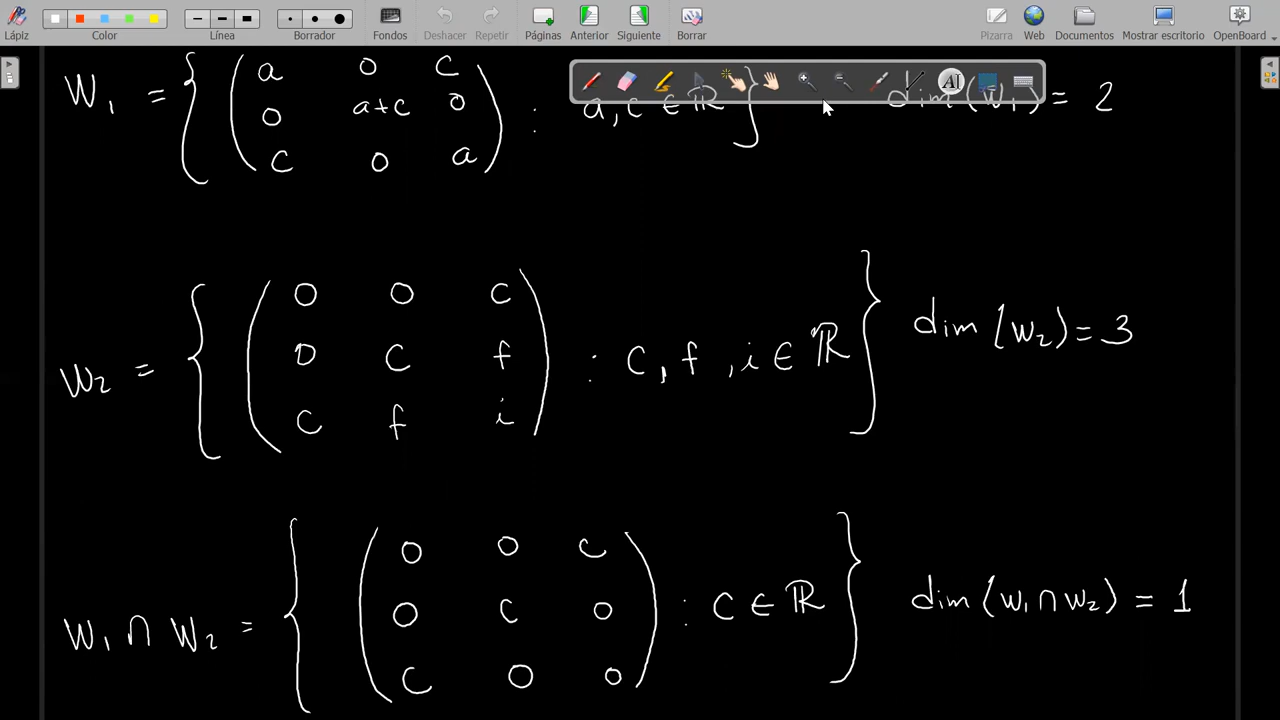 Lápiz Color Línea Borrador Fondos Deshacer Repetir Páginas Anterior Siguiente Borrar Pizarra Web Documentos Mostrar escritorio OpenBoard
W₁ = { ( a 0 c
0 a+c 0
c 0 a ) : a, c ∈ ℝ } dim(W₁) = 2
W₂ = { ( 0 0 c
0 c f
c f i ) : c, f, i ∈ ℝ } dim(W₂) = 3
W₁ ∩ W₂ = { ( 0 0 c
0 c 0
c 0 0 ) : c ∈ ℝ } dim(W₁ ∩ W₂) = 1